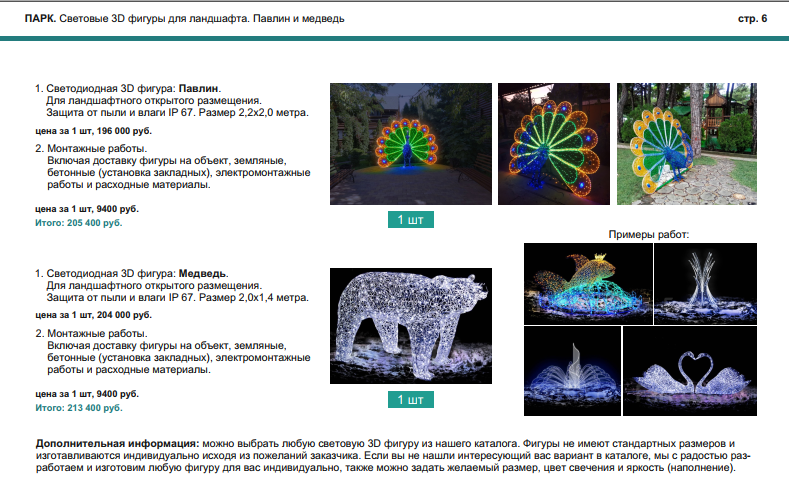 ПАРК. Световые 3D фигуры для ландшафта. Павлин и медведь
стр. 6
1. Светодиодная 3D фигура: Павлин.
Для ландшафтного открытого размещения.
Защита от пыли и влаги IP 67. Размер 2,2х2,0 метра.
цена за 1 шт, 196 000 руб.
2. Монтажные работы.
Включая доставку фигуры на объект, земляные,
бетонные (установка закладных), электромонтажные
работы и расходные материалы.
цена за 1 шт, 9400 руб.
Итого: 205 400 руб.
1 шт
Примеры работ:
1. Светодиодная 3D фигура: Медведь.
Для ландшафтного открытого размещения.
Защита от пыли и влаги IP 67. Размер 2,0х1,4 метра.
цена за 1 шт, 204 000 руб.
2. Монтажные работы.
Включая доставку фигуры на объект, земляные,
бетонные (установка закладных), электромонтажные
работы и расходные материалы.
цена за 1 шт, 9400 руб.
Итого: 213 400 руб.
1 шт
Дополнительная информация: можно выбрать любую световую 3D фигуру из нашего каталога. Фигуры не имеют стандартных размеров и
изготавливаются индивидуально исходя из пожеланий заказчика. Если вы не нашли интересующий вас вариант в каталоге, мы с радостью раз-
работаем и изготовим любую фигуру для вас индивидуально, также можно задать желаемый размер, цвет свечения и яркость (наполнение).